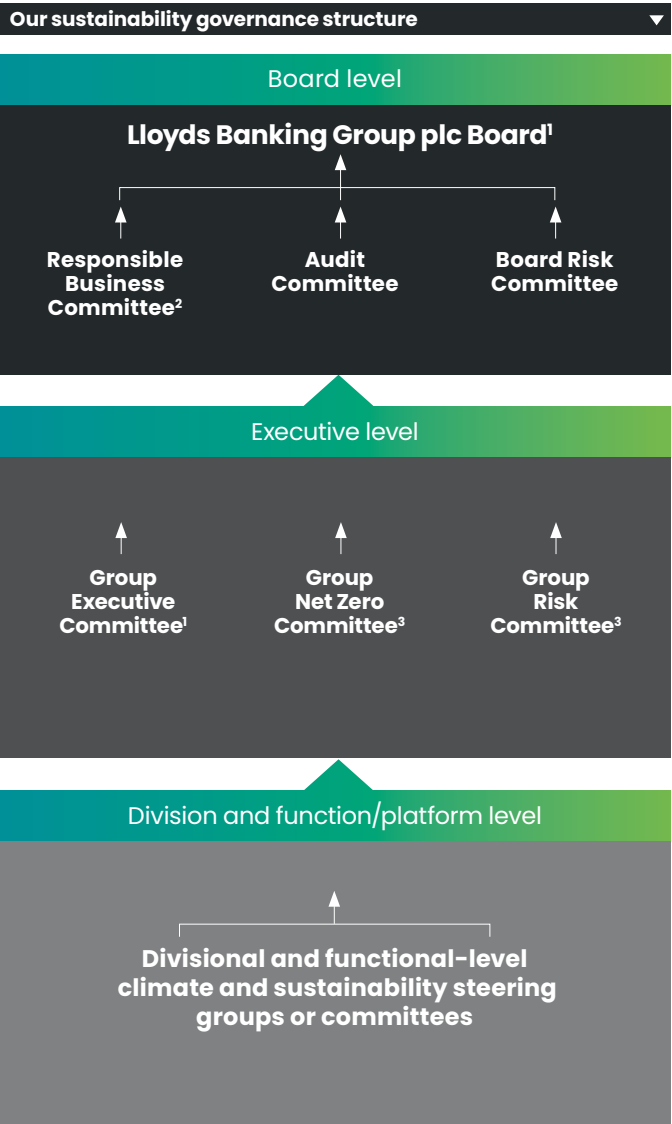 Our sustainability governance structure
Board level
Lloyds Banking Group plc Board¹
Responsible
Business
Committee²
Audit
Committee
Board Risk
Committee
Executive level
Group
Executive
Committee¹
Group
Net Zero
Committee³
Group
Risk
Committee³
Division and function/platform level
Divisional and functional-level
climate and sustainability steering
groups or committees